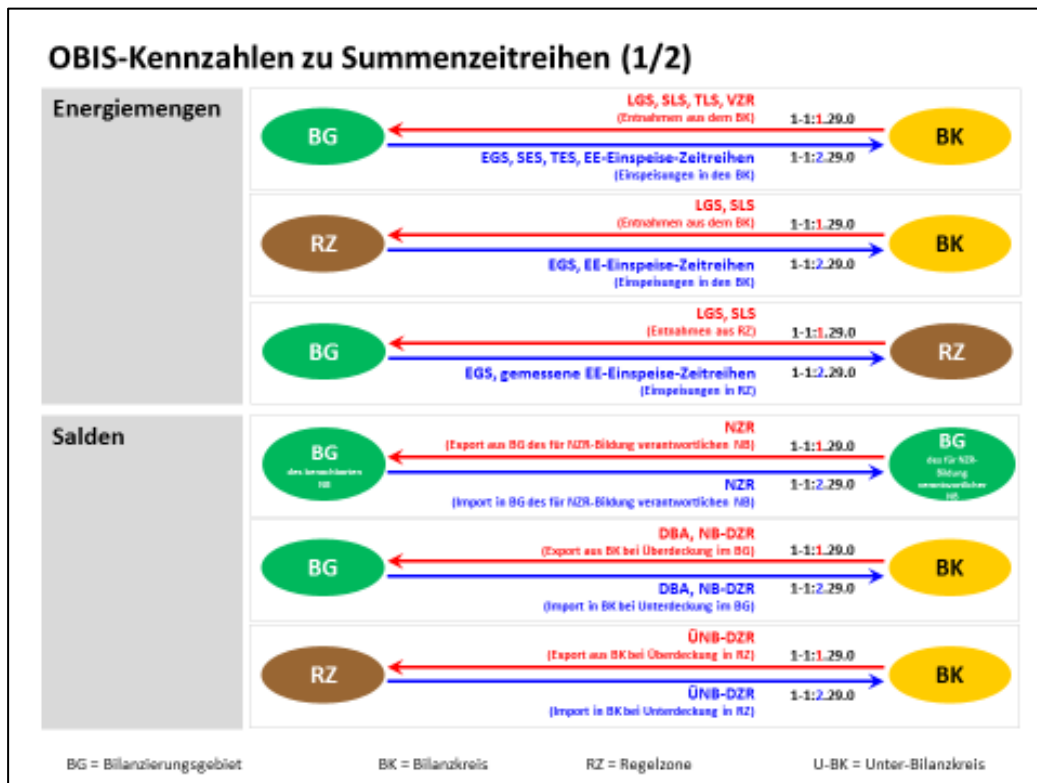 OBIS-Kennzahlen zu Summenzeitreihen (1/2)
Energiemengen
LGS, SLS, TLS, VZR
(Entnahmen aus dem BK)
1-1:1.29.0
BG
BK
EGS, SES, TES, EE-Einspeise-Zeitreihen
1-1:2.29.0
(Einspeisungen in den BK)
LGS, SLS
(Entnahmen aus dem BK)
1-1:1.29.0
RZ
BK
EGS, EE-Einspeise-Zeitreihen
1-1:2.29.0
(Einspeisungen in den BK)
LGS, SLS
(Entnahmen aus RZ)
1-1:1.29.0
BG
RZ
EGS, gemessene EE-Einspeise-Zeitreihen
1-1:2.29.0
(Einspeisungen in RZ)
Salden
NZR
(Export aus BG des für NZR-Bildung verantwortlichen NB)
1-1:1.29.0
BG
des benachbarten
NB
BG
des für NZR-
Bildung
verantwortlicher
NB
NZR
1-1:2.29.0
(Import in BG des für NZR-Bildung verantwortlichen NB)
DBA, NB-DZR
(Export aus BK bei Überdeckung im BG)
1-1:1.29.0
BG
BK
DBA, NB-DZR
1-1:2.29.0
(Import in BK bei Unterdeckung im BG)
ÜNB-DZR
(Export aus BK bei Überdeckung in RZ)
1-1:1.29.0
RZ
BK
ÜNB-DZR
1-1:2.29.0
(Import in BK bei Unterdeckung in RZ)
BG = Bilanzierungsgebiet
BK = Bilanzkreis
RZ = Regelzone
U-BK = Unter-Bilanzkreis